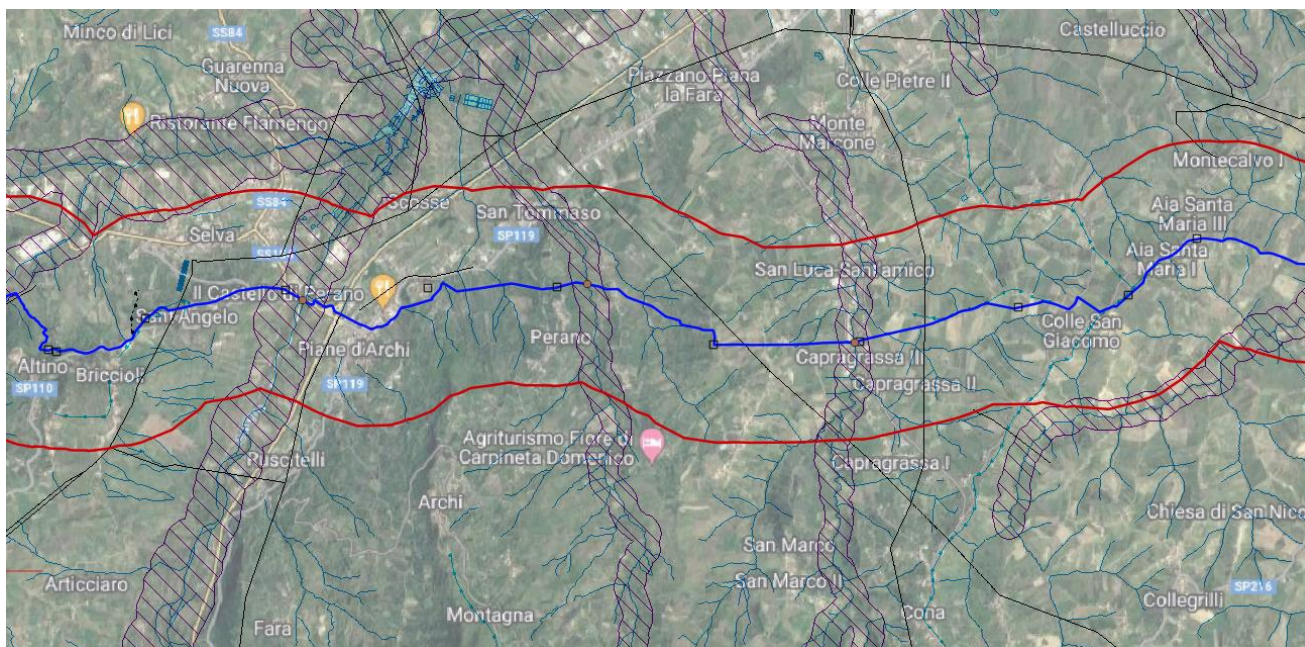 Minco di Lici
SS84
Castelluccio
Guarenna
Nuova
Piazzano-Piana
la Fara
Colle Pietre II
Ristorante Flamengo
Monte
Marcone
Montecalvo I
SS84
Scosse
San Tommaso
Aia Santa
Maria III
Selva
SP119
Aia Santa
Maria I
San Luca-Santamico
Il Castello di Perano
Sant'Angelo
Colle San
Giacomo
Perano
Piane d'Archi
Capragrassa III
Altino
Briccioli
SP110
SP119
Capragrassa II
Agriturismo Fiore di
Carpineta Domenico
Ruscitelli
Capragrassa I
Archi
Chiesa di San Nico
San Marco
Articciaro
San Marco II
SP216
Collegrilli
Montagna
Cona
Fara